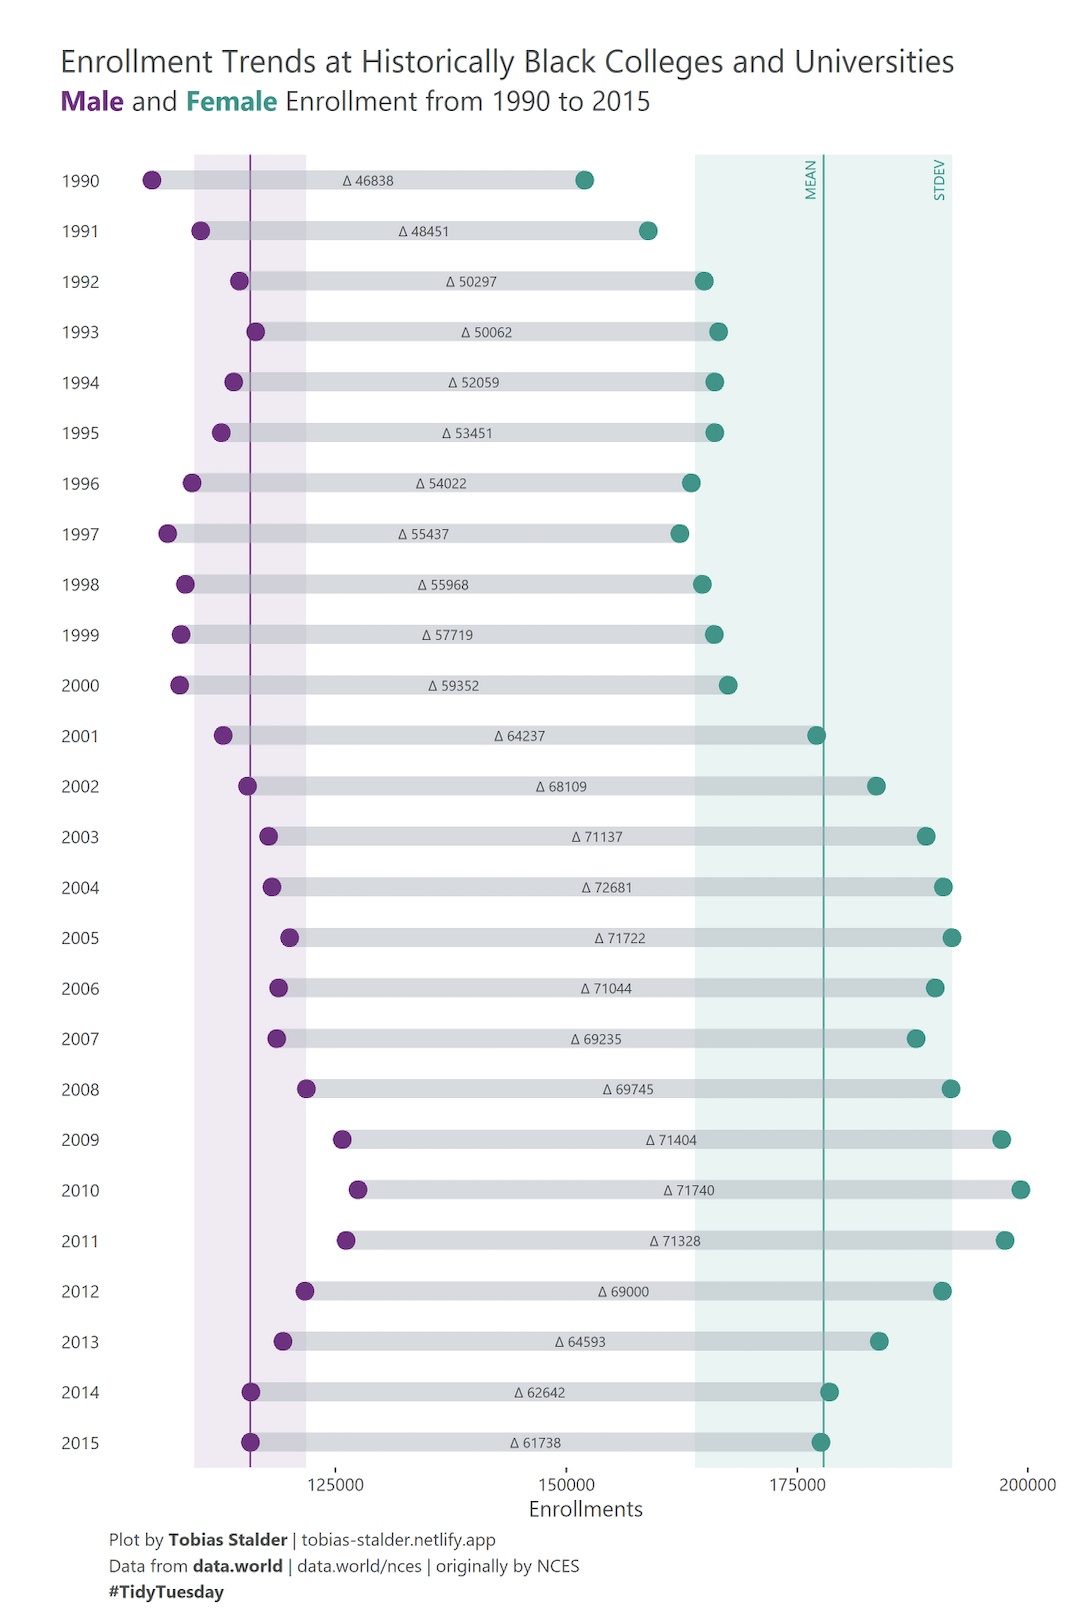 Enrollment Trends at Historically Black Colleges and Universities
Male and Female Enrollment from 1990 to 2015
MEAN
STDEV
1990 Δ 46838
1991 Δ 48451
1992 Δ 50297
1993 Δ 50062
1994 Δ 52059
1995 Δ 53451
1996 Δ 54022
1997 Δ 55437
1998 Δ 55968
1999 Δ 57719
2000 Δ 59352
2001 Δ 64237
2002 Δ 68109
2003 Δ 71137
2004 Δ 72681
2005 Δ 71722
2006 Δ 71044
2007 Δ 69235
2008 Δ 69745
2009 Δ 71404
2010 Δ 71740
2011 Δ 71328
2012 Δ 69000
2013 Δ 64593
2014 Δ 62642
2015 Δ 61738
125000 150000 175000 200000
Enrollments
Plot by Tobias Stalder | tobias-stalder.netlify.app
Data from data.world | data.world/nces | originally by NCES
#TidyTuesday